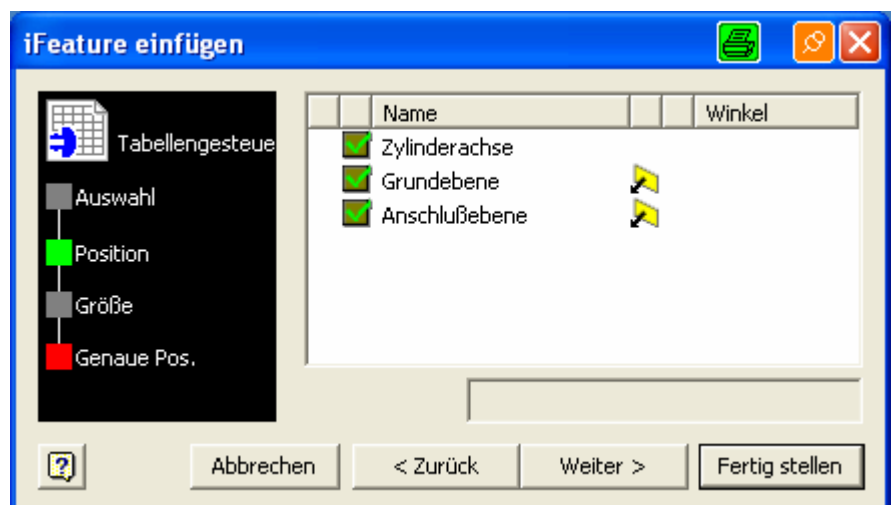 iFeature einfügen
Tabellengesteue
Auswahl
Position
Größe
Genaue Pos.
Name Winkel
Zylinderachse
Grundebene
Anschlußebene
? Abbrechen < Zurück Weiter > Fertig stellen